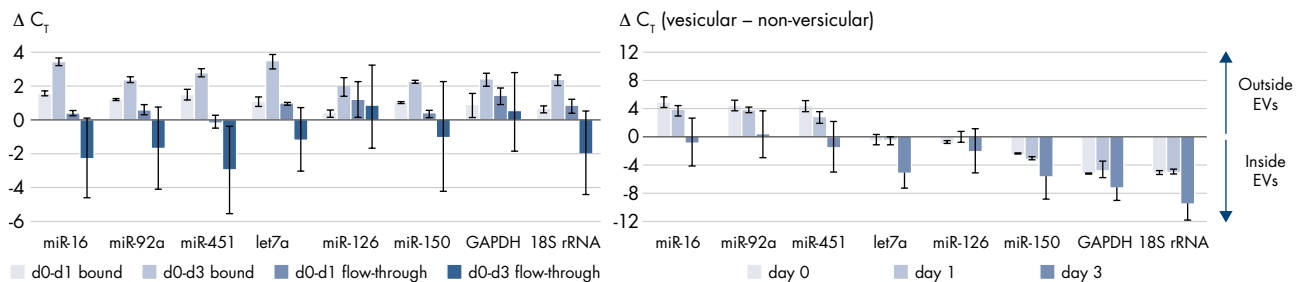 Δ C_T
4
2
0
-2
-4
-6
miR-16 miR-92a miR-451 let7a miR-126 miR-150 GAPDH 18S rRNA
d0-d1 bound d0-d3 bound d0-d1 flow-through d0-d3 flow-through
Δ C_T (vesicular – non-versicular)
12
8
4
0
-4
-8
-12
miR-16 miR-92a miR-451 let7a miR-126 miR-150 GAPDH 18S rRNA
day 0 day 1 day 3
Outside
EVs
Inside
EVs